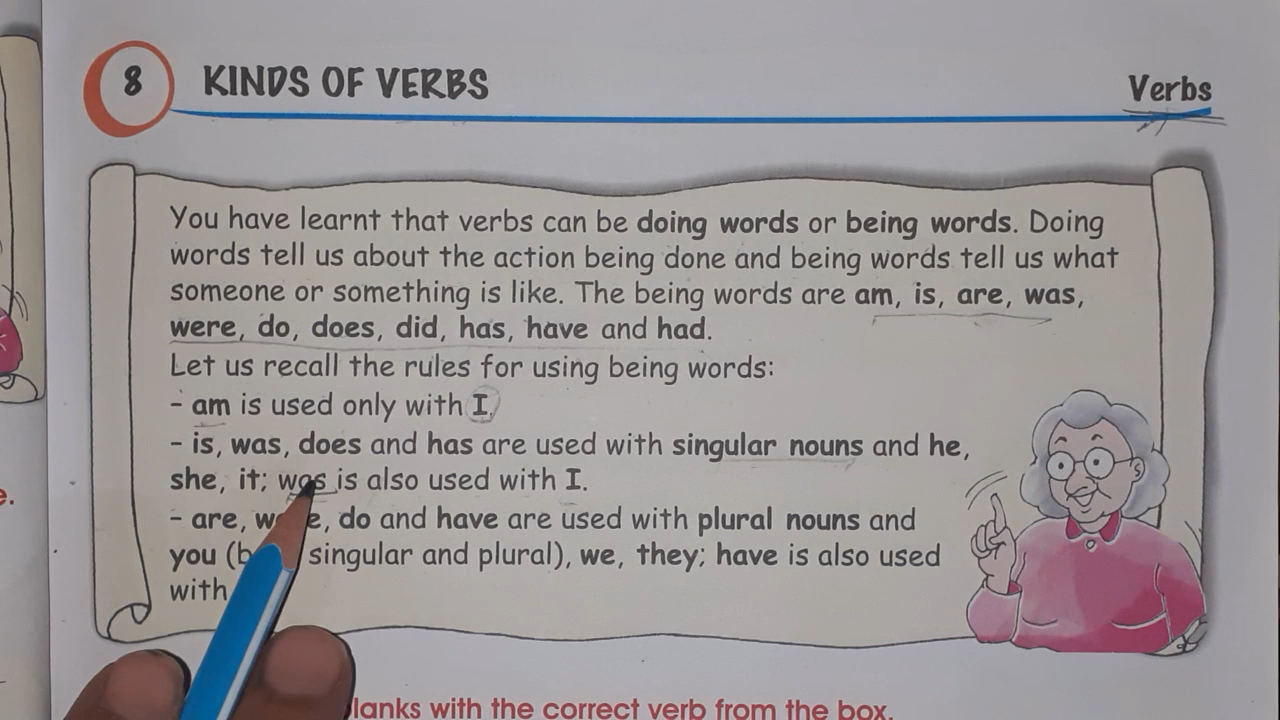 8 KINDS OF VERBS
Verbs
You have learnt that verbs can be doing words or being words. Doing
words tell us about the action being done and being words tell us what
someone or something is like. The being words are am, is, are, was,
were, do, does, did, has, have and had.
Let us recall the rules for using being words:
- am is used only with I.
- is, was, does and has are used with singular nouns and he,
she, it; was is also used with I.
- are, were, do and have are used with plural nouns and
you ( singular and plural), we, they; have is also used
with
e.
lanks with the correct verb from the box.